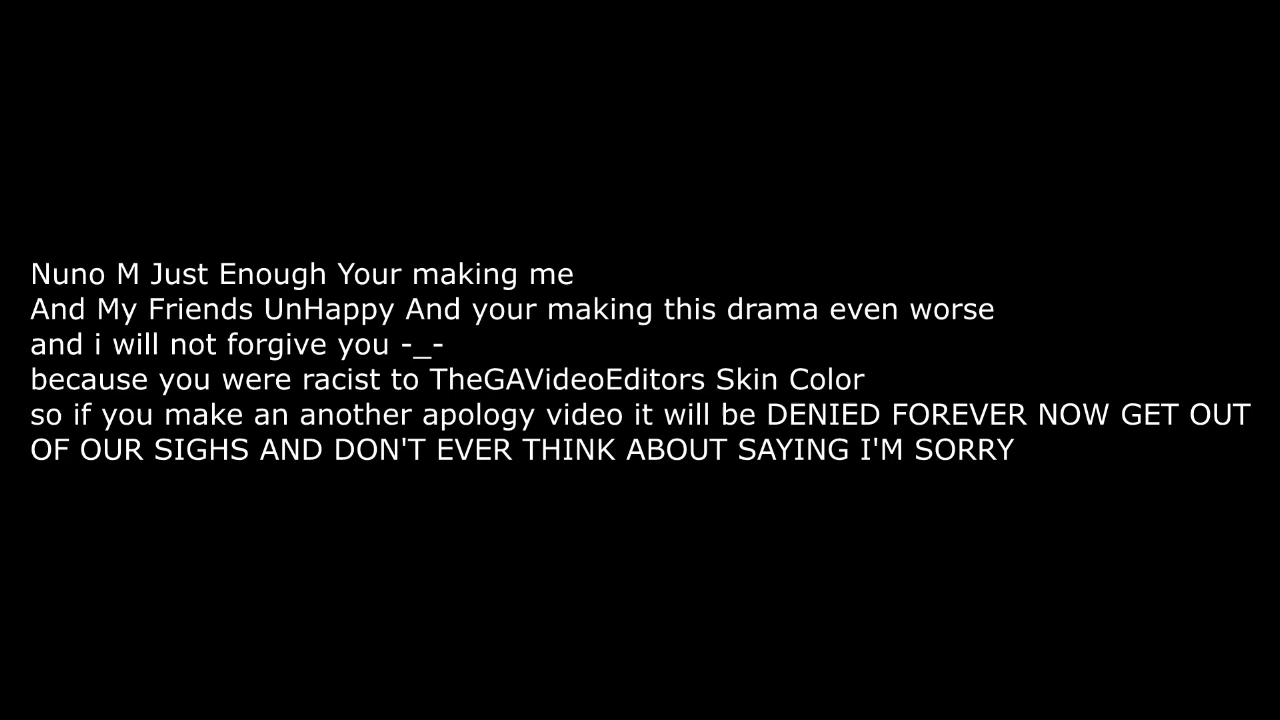 Nuno M Just Enough Your making me
And My Friends UnHappy And your making this drama even worse
and i will not forgive you -_-
because you were racist to TheGAVideoEditors Skin Color
so if you make an another apology video it will be DENIED FOREVER NOW GET OUT
OF OUR SIGHS AND DON'T EVER THINK ABOUT SAYING I'M SORRY